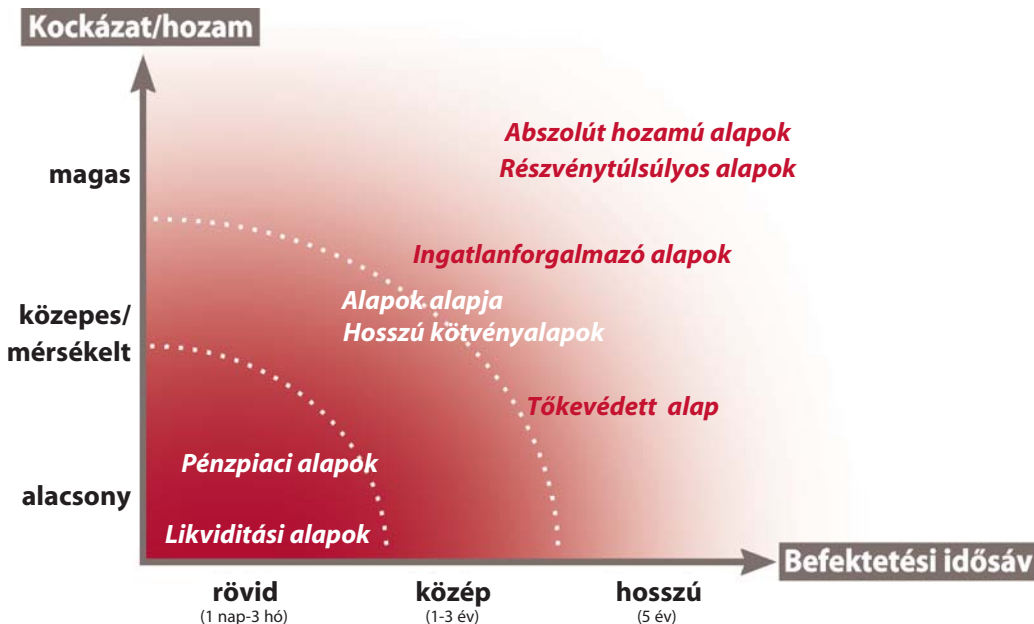 Kockázat/hozam
Abszolút hozamú alapok
Részvénytúlsúlyos alapok
magas
Ingatlanforgalmazó alapok
Alapok alapja
Hosszú kötvényalapok
közepes/
mérsékelt
Tőkevédett alap
Pénzpiaci alapok
alacsony
Likviditási alapok
Befektetési idősáv
rövid
(1 nap-3 hó)
közép
(1-3 év)
hosszú
(5 év)